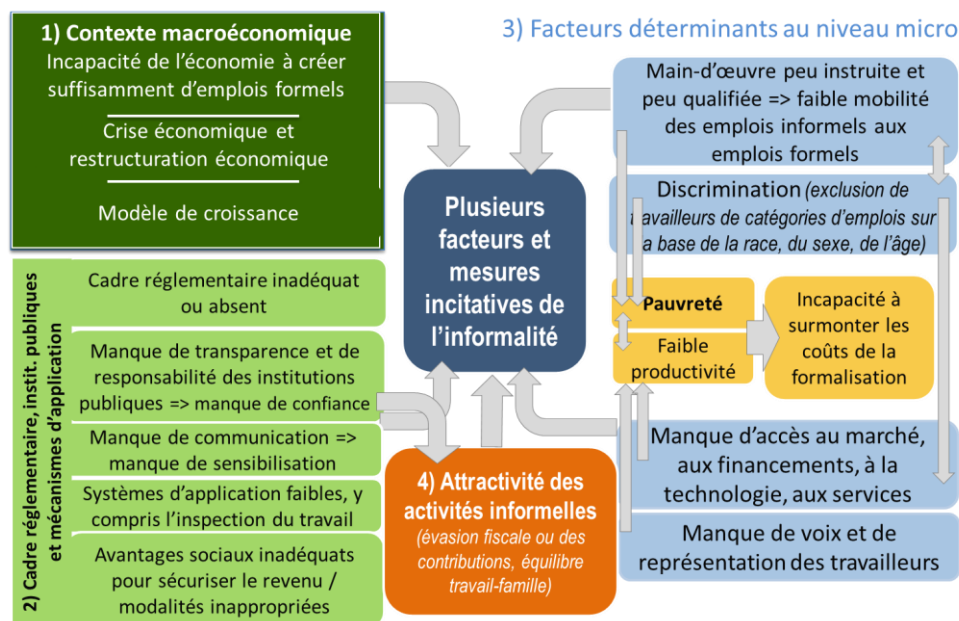 1) Contexte macroéconomique
Incapacité de l'économie à créer
suffisamment d'emplois formels
Crise économique et
restructuration économique
Modèle de croissance
2) Cadre réglementaire, instit. publiques
et mécanismes d'application
Cadre réglementaire inadéquat
ou absent
Manque de transparence et de
responsabilité des institutions
publiques => manque de confiance
Manque de communication =>
manque de sensibilisation
Systèmes d'application faibles, y
compris l'inspection du travail
Avantages sociaux inadéquats
pour sécuriser le revenu /
modalités inappropriées
Plusieurs
facteurs et
mesures
incitatives de
l'informalité
4) Attractivité des
activités informelles
(évasion fiscale ou des
contributions, équilibre
travail-famille)
3) Facteurs déterminants au niveau micro
Main-d'œuvre peu instruite et
peu qualifiée => faible mobilité
des emplois informels aux
emplois formels
Discrimination (exclusion de
travailleurs de catégories d'emplois sur
la base de la race, du sexe, de l'âge)
Pauvreté
Faible
productivité
Incapacité à
surmonter les
coûts de la
formalisation
Manque d'accès au marché,
aux financements, à la
technologie, aux services
Manque de voix et de
représentation des travailleurs